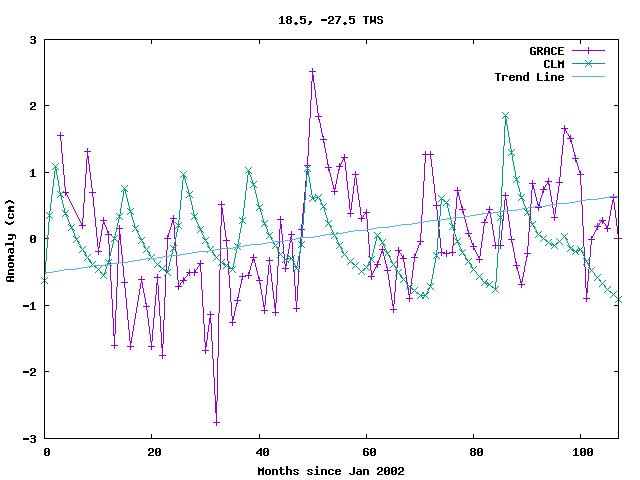 18.5, -27.5 TWS
GRACE
CLM
Trend Line
Anomaly (cm)
3
2
1
0
-1
-2
-3
0 20 40 60 80 100
Months since Jan 2002